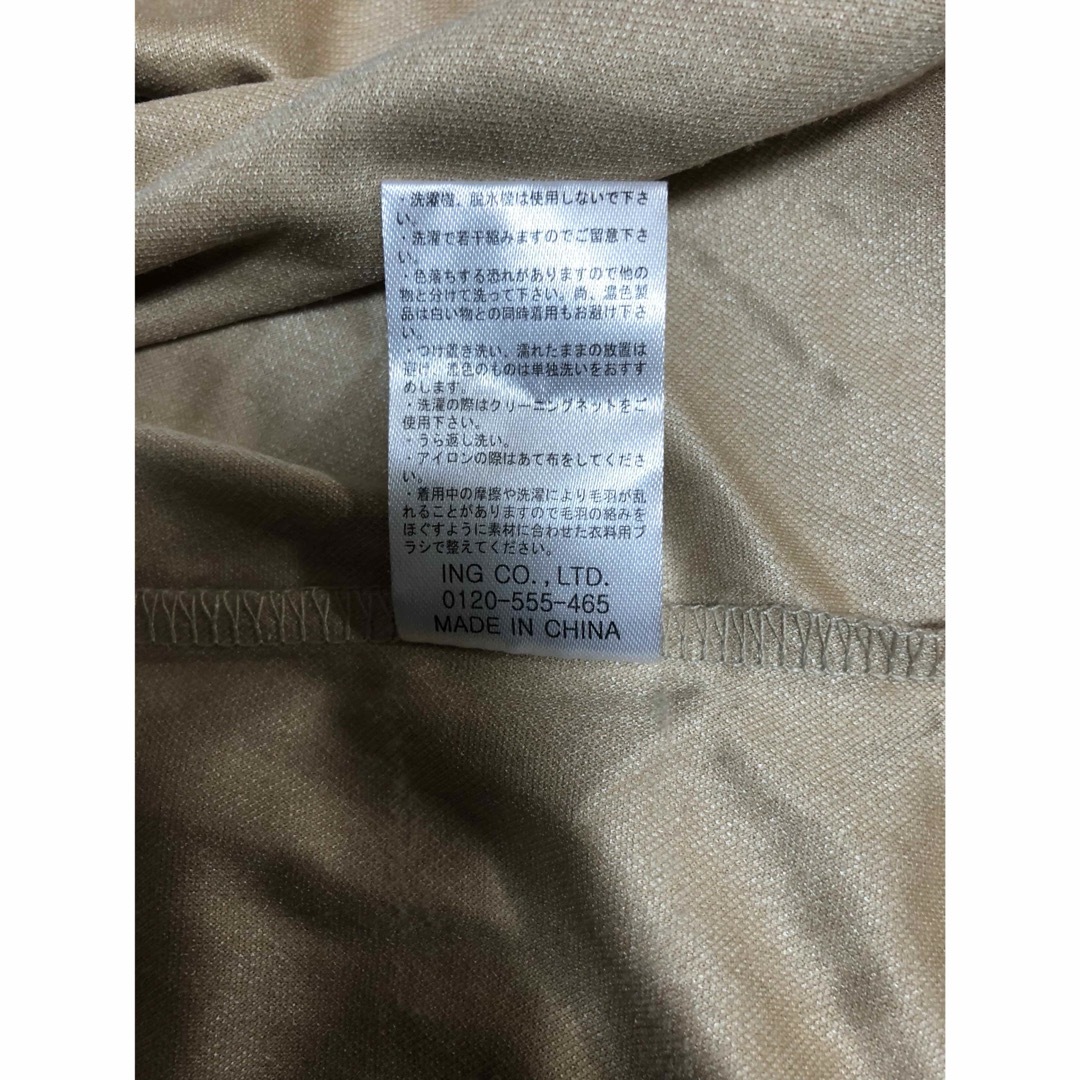 ・洗濯機、脱水機は使用しないで下さ
い。
・洗濯で若干縮みますのでご留意下さ
い。
・色落ちする恐れがありますので他の
物と分けて洗って下さい。尚、濃色製
品は白い物との同時着用もお避け下さ
い。
・つけ置き洗い、濡れたままの放置は
避け、濃色のものは単独洗いをおすす
めします。
・洗濯の際はクリーニングネットをご
使用下さい。
・うら返し洗い。
・アイロンの際はあて布をしてくださ
い。
・着用中の摩擦や洗濯により毛羽が乱
れることがありますので毛羽の絡みを
ほぐすように素材に合わせた衣料用ブ
ラシで整えてください。
ING CO.,LTD.
0120-555-465
MADE IN CHINA